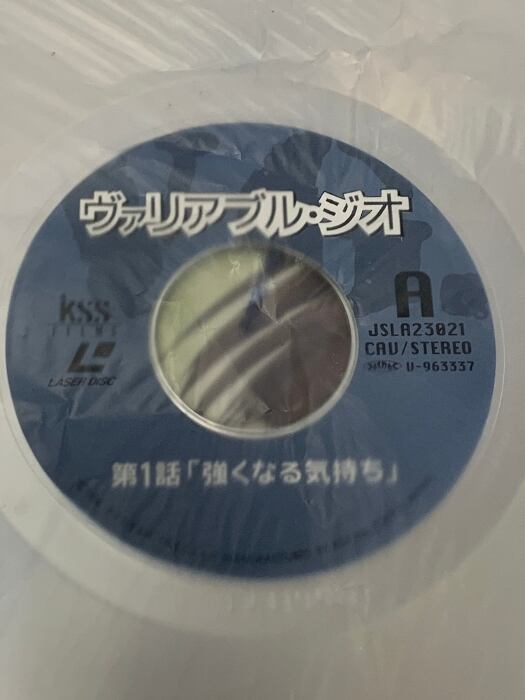 ヴァリアブル・ジオ
kss
FILMS
LASER DISC
A
JSLA23021
CAV/STEREO
V-963337
第1話「強くなる気持ち」